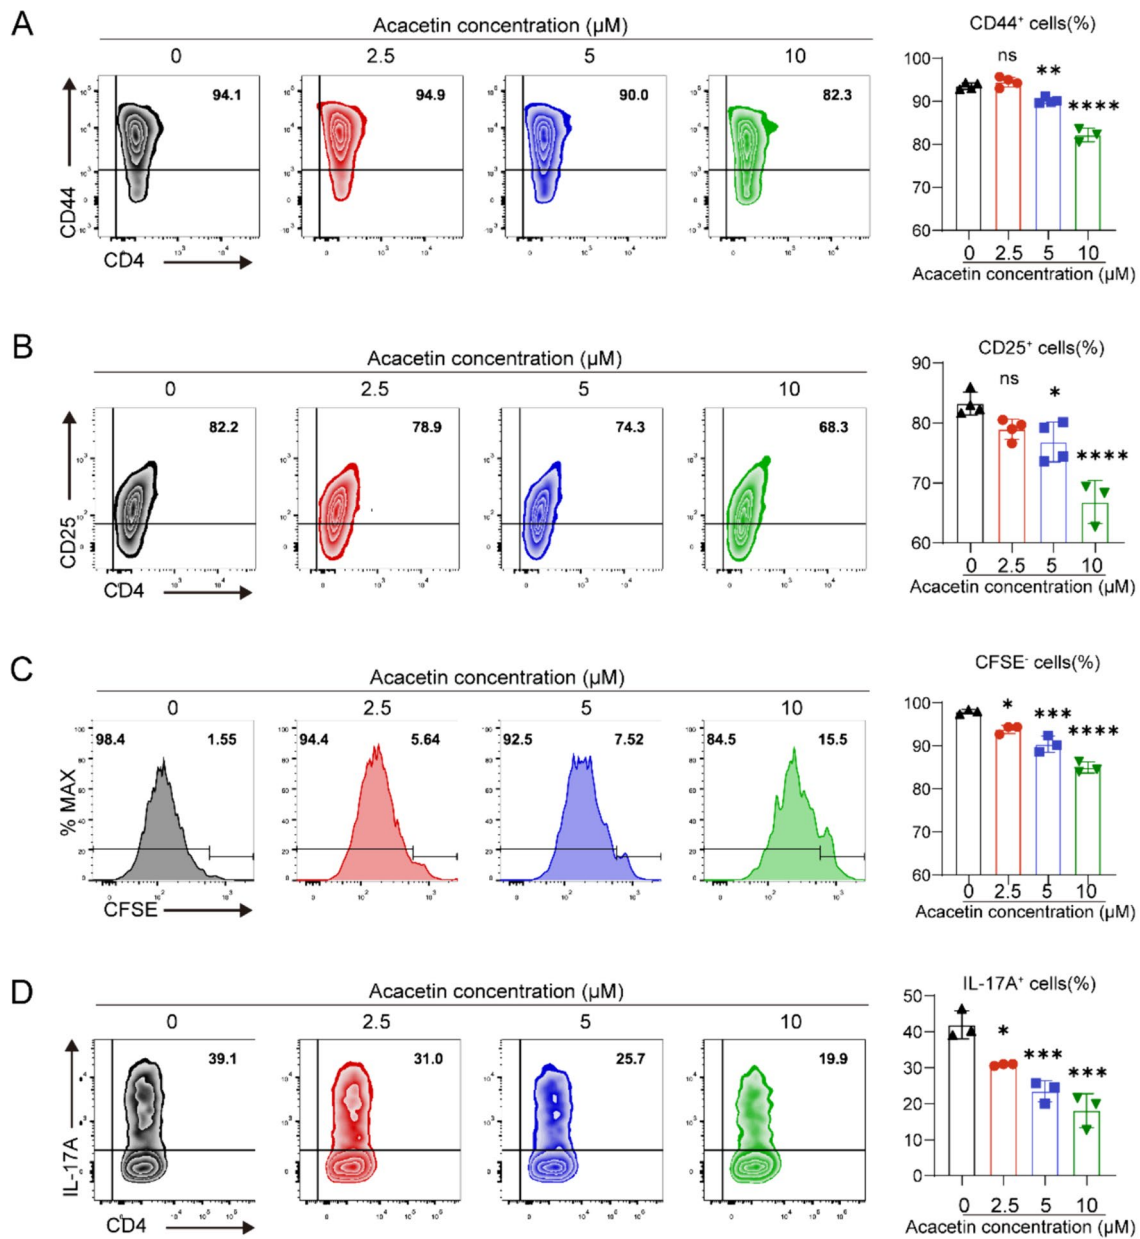 A
Acacetin concentration (µM)
0 2.5 5 10
94.1 94.9 90.0 82.3
CD44
CD4
CD44⁺ cells(%)
ns ** ****
100
90
80
70
60
0 2.5 5 10
Acacetin concentration (µM)
B
Acacetin concentration (µM)
0 2.5 5 10
82.2 78.9 74.3 68.3
CD25
CD4
CD25⁺ cells(%)
ns * ****
90
80
70
60
0 2.5 5 10
Acacetin concentration (µM)
C
Acacetin concentration (µM)
0 2.5 5 10
98.4 1.55 94.4 5.64 92.5 7.52 84.5 15.5
% MAX
100
80
60
40
20
0
CFSE
CFSE⁻ cells(%)
* *** ****
100
90
80
70
60
0 2.5 5 10
Acacetin concentration (µM)
D
Acacetin concentration (µM)
0 2.5 5 10
39.1 31.0 25.7 19.9
IL-17A
CD4
IL-17A⁺ cells(%)
* *** ***
50
40
30
20
10
0
0 2.5 5 10
Acacetin concentration (µM)